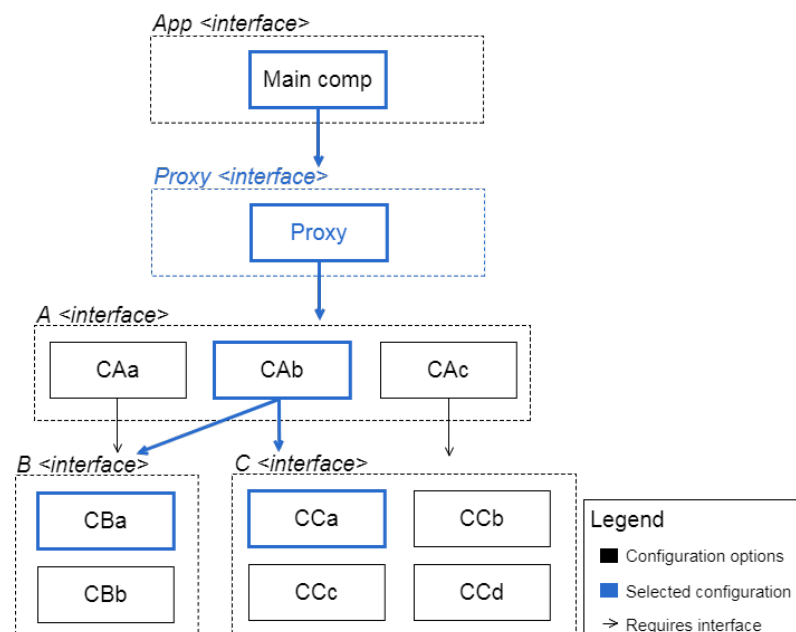 App <interface>
Main comp
Proxy <interface>
Proxy
A <interface>
CAa CAb CAc
B <interface> C <interface>
CBa CCa CCb
CBb CCc CCd
Legend
Configuration options
Selected configuration
Requires interface